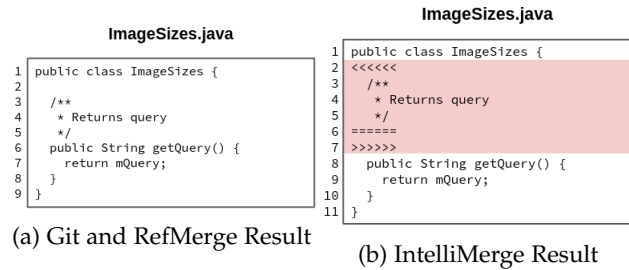 ImageSizes.java
1 public class ImageSizes {
2
3 /**
4 * Returns query
5 */
6 public String getQuery() {
7 return mQuery;
8 }
9 }
(a) Git and RefMerge Result
ImageSizes.java
1 public class ImageSizes {
2 <<<<<<
3 /**
4 * Returns query
5 */
6 ======
7 >>>>>>
8 public String getQuery() {
9 return mQuery;
10 }
11 }
(b) IntelliMerge Result